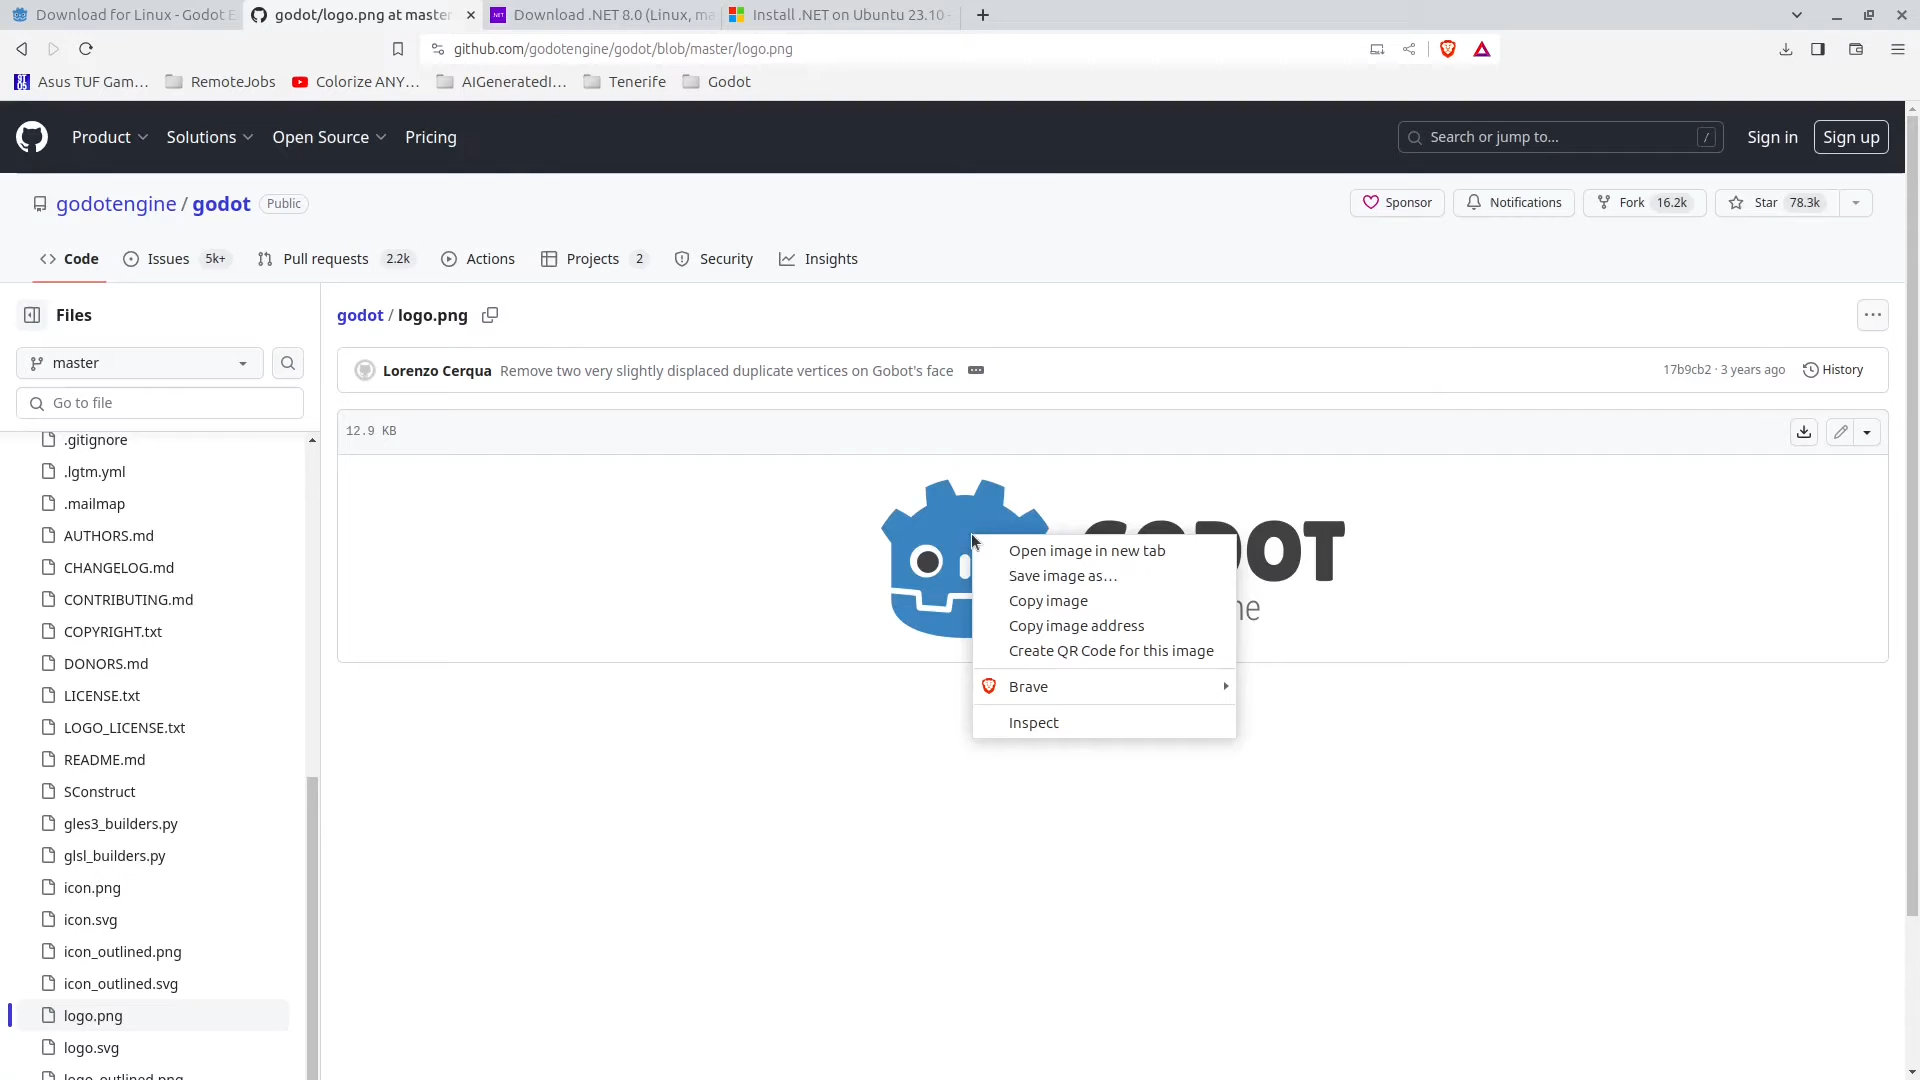 Download for Linux - Godot E
godot/logo.png at master
Download .NET 8.0 (Linux, ma
Install .NET on Ubuntu 23.10 -
github.com/godotengine/godot/blob/master/logo.png
Asus TUF Gam...
RemoteJobs
Colorize ANY...
AIGeneratedI...
Tenerife
Godot
Product
Solutions
Open Source
Pricing
Search or jump to...
/
Sign in
Sign up
godotengine / godot
Public
Sponsor
Notifications
Fork 16.2k
Star 78.3k
Code
Issues 5k+
Pull requests 2.2k
Actions
Projects 2
Security
Insights
Files
master
Go to file
.gitignore
.lgtm.yml
.mailmap
AUTHORS.md
CHANGELOG.md
CONTRIBUTING.md
COPYRIGHT.txt
DONORS.md
LICENSE.txt
LOGO_LICENSE.txt
README.md
SConstruct
gles3_builders.py
glsl_builders.py
icon.png
icon.svg
icon_outlined.png
icon_outlined.svg
logo.png
logo.svg
logo_outlined.png
godot / logo.png
Lorenzo Cerqua Remove two very slightly displaced duplicate vertices on Gobot's face
17b9cb2 · 3 years ago
History
12.9 KB
GODOT
ne
Open image in new tab
Save image as...
Copy image
Copy image address
Create QR Code for this image
Brave
Inspect